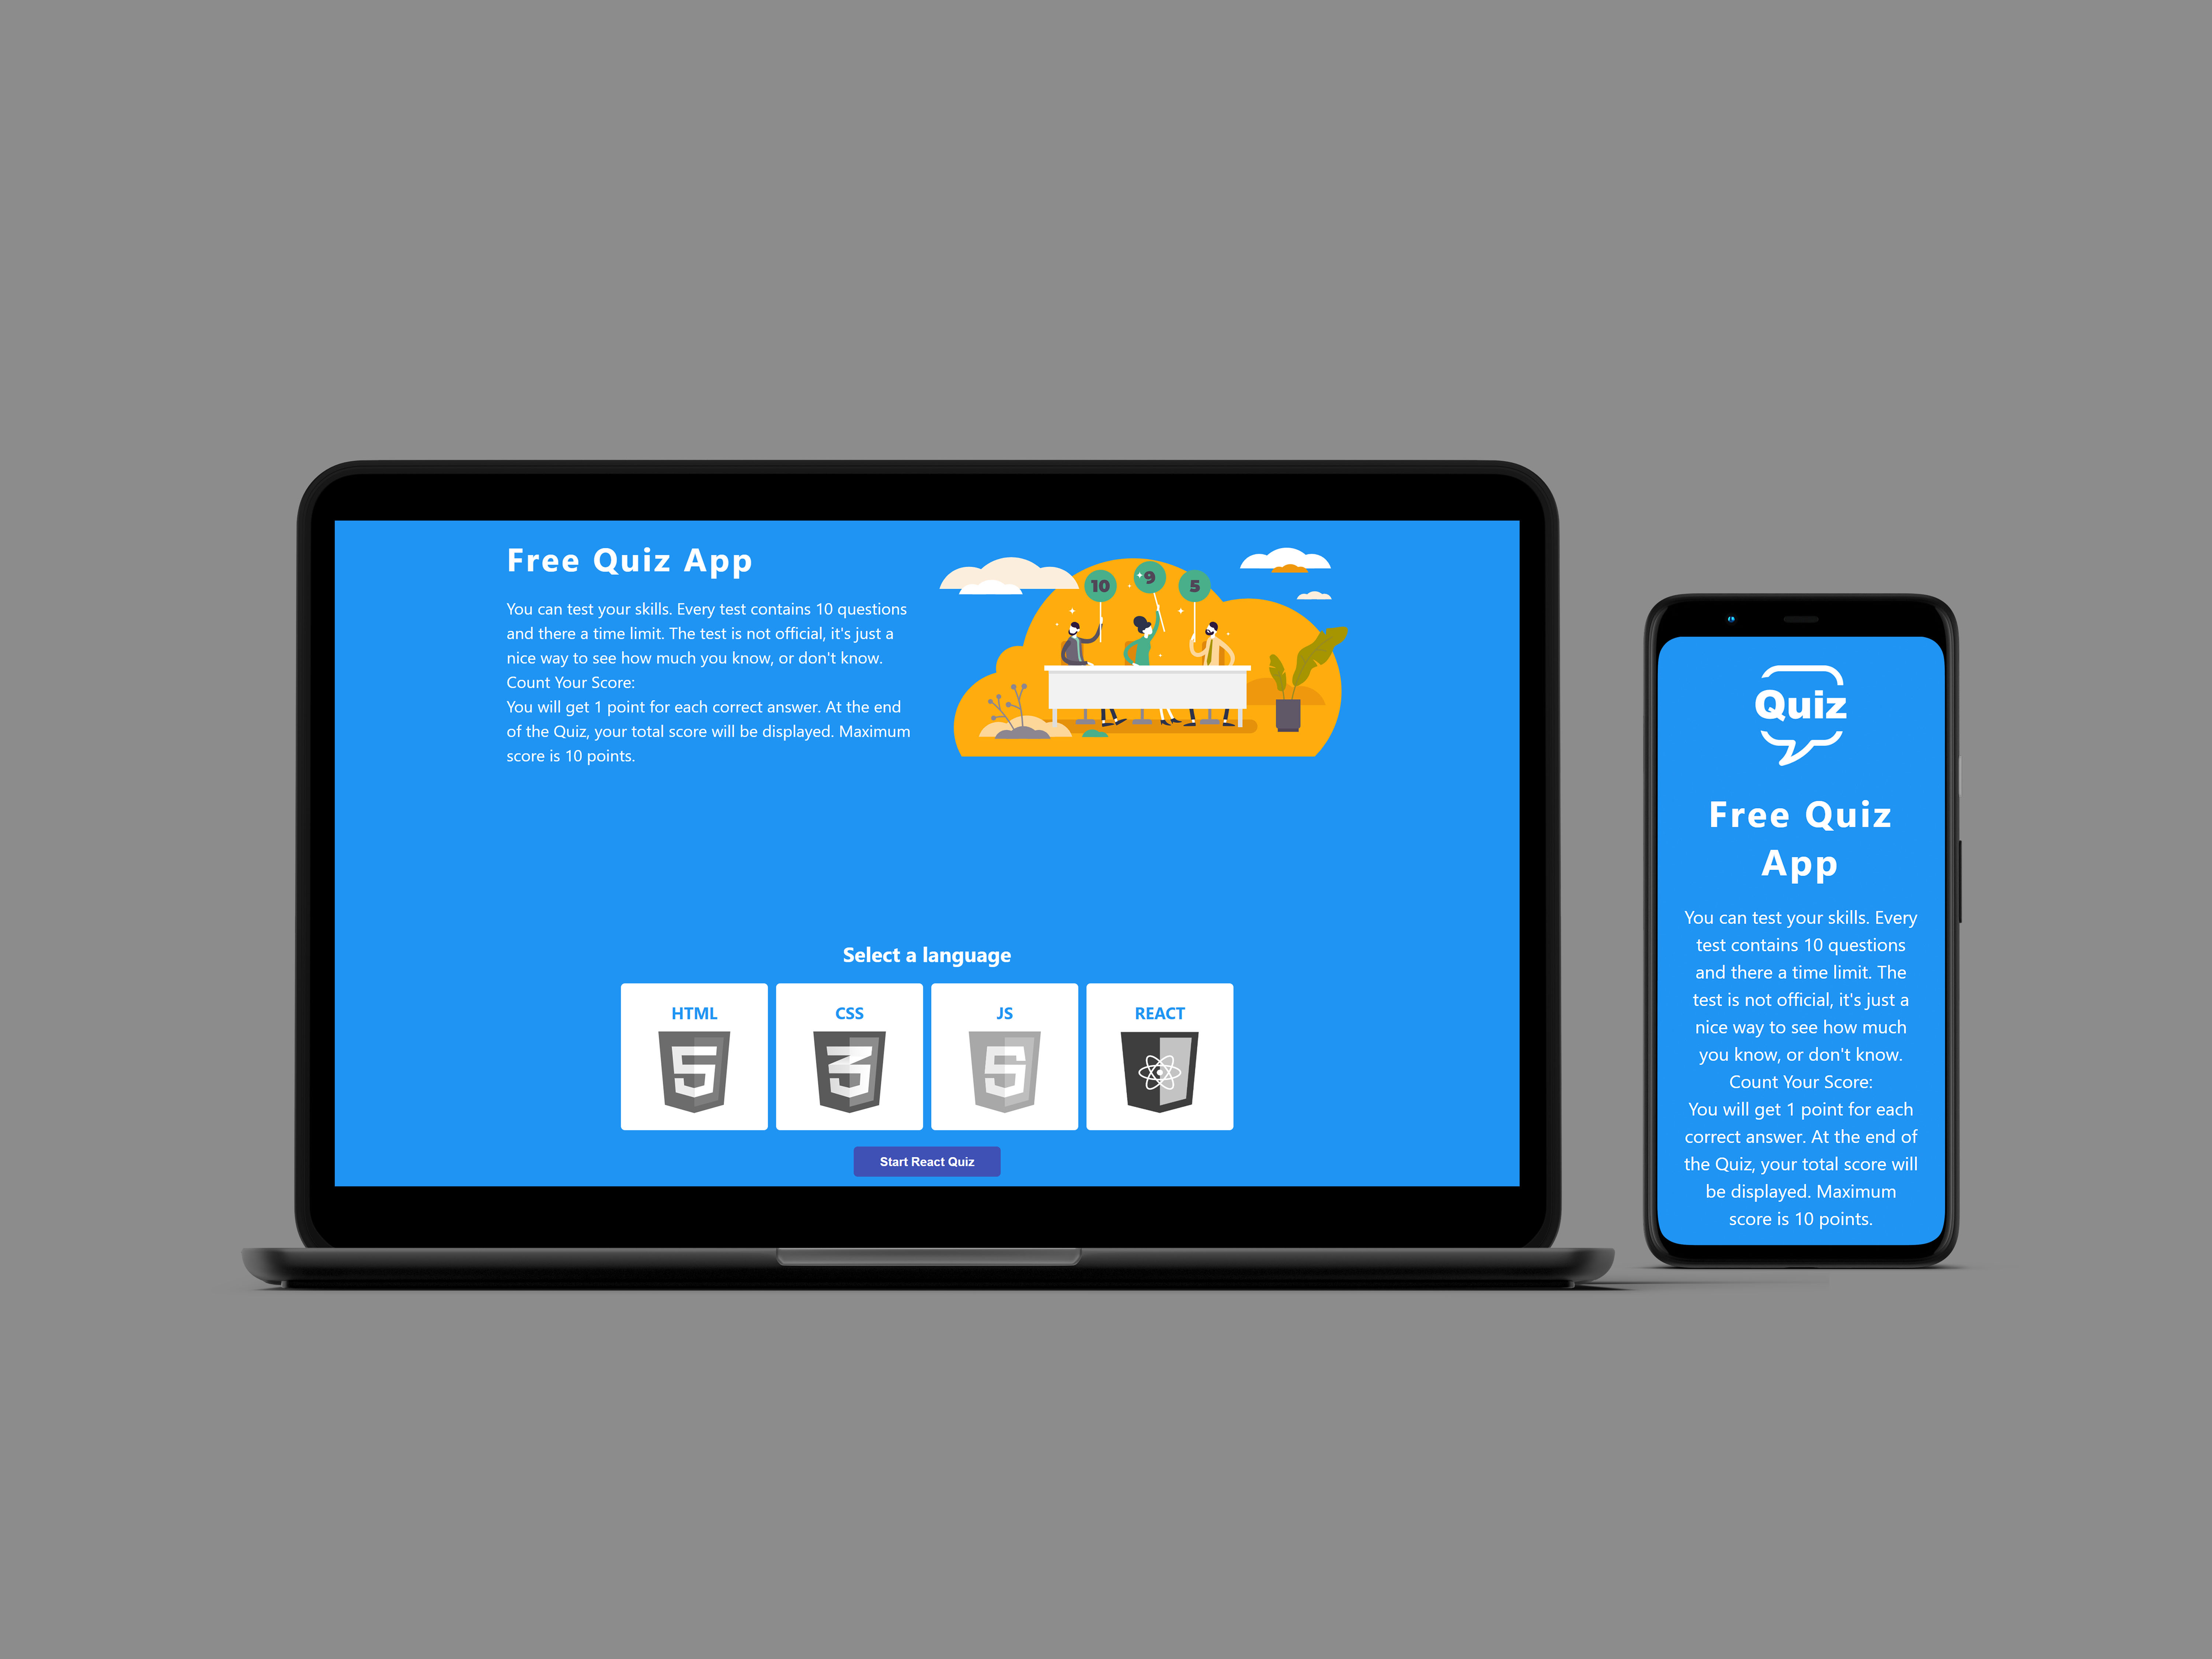 Free Quiz App
You can test your skills. Every test contains 10 questions
and there a time limit. The test is not official, it's just a
nice way to see how much you know, or don't know.
Count Your Score:
You will get 1 point for each correct answer. At the end
of the Quiz, your total score will be displayed. Maximum
score is 10 points.
10
9
5
Select a language
HTML
CSS
JS
REACT
5
3
5
Start React Quiz
Quiz
Free Quiz
App
You can test your skills. Every
test contains 10 questions
and there a time limit. The
test is not official, it's just a
nice way to see how much
you know, or don't know.
Count Your Score:
You will get 1 point for each
correct answer. At the end of
the Quiz, your total score will
be displayed. Maximum
score is 10 points.